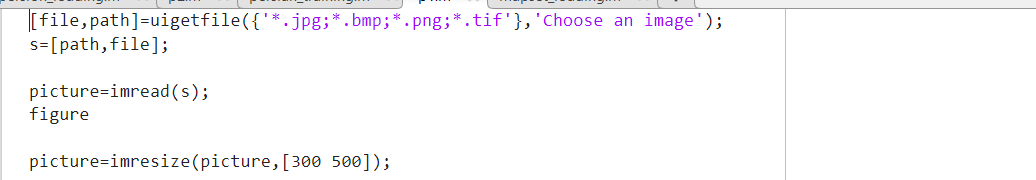 [file,path]=uigetfile({'*.jpg;*.bmp;*.png;*.tif'},'Choose an image');
s=[path,file];
picture=imread(s);
figure
picture=imresize(picture,[300 500]);